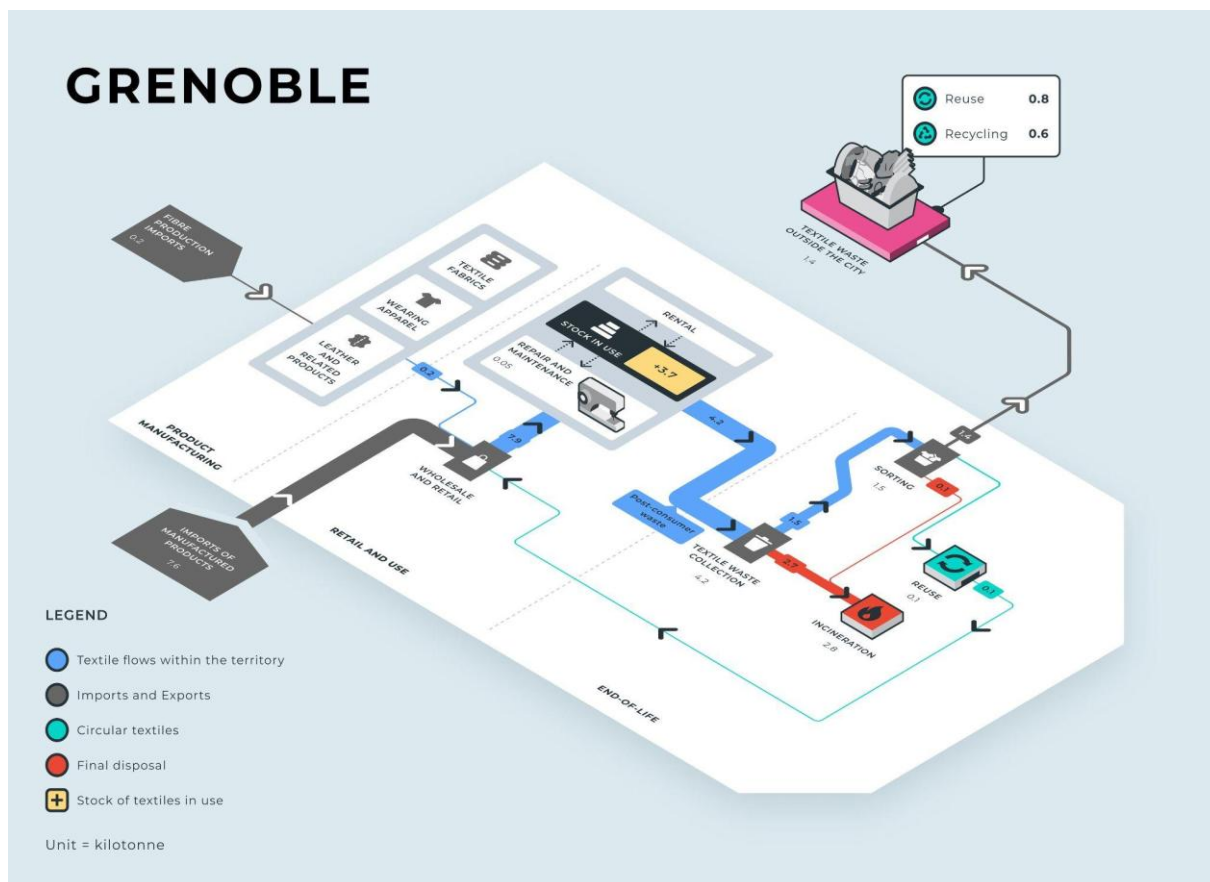 GRENOBLE
Reuse 0.8
Recycling 0.6
TEXTILE WASTE
OUTSIDE THE CITY
1.4
FIBRE
PRODUCTION
IMPORTS
0.2
TEXTILE
FABRICS
WEARING
APPAREL
LEATHER
AND
RELATED
PRODUCTS
RENTAL
STOCK IN USE
+3.7
REPAIR AND
MAINTENANCE
0.05
0.2
7.9
4.2
PRODUCT
MANUFACTURING
WHOLESALE
AND RETAIL
IMPORTS OF
MANUFACTURED
PRODUCTS
7.6
RETAIL AND USE
Post-consumer
waste
TEXTILE WASTE
COLLECTION
4.2
1.5
2.7
SORTING
1.5
1.4
0.1
REUSE
0.1
0.1
INCINERATION
2.8
END-OF-LIFE
LEGEND
Textile flows within the territory
Imports and Exports
Circular textiles
Final disposal
Stock of textiles in use
Unit = kilotonne